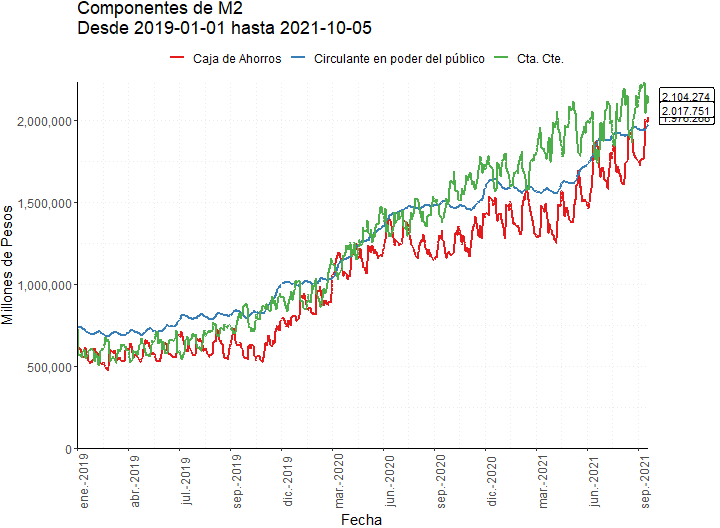 Componentes de M2
Desde 2019-01-01 hasta 2021-10-05
Caja de Ahorros Circulante en poder del público Cta. Cte.
Millones de Pesos
2,000,000
1,500,000
1,000,000
500,000
0
2.104.274
2.017.751
ene.-2019
abr.-2019
jul.-2019
sep.-2019
dic.-2019
mar.-2020
jun.-2020
sep.-2020
dic.-2020
mar.-2021
jun.-2021
sep.-2021
Fecha